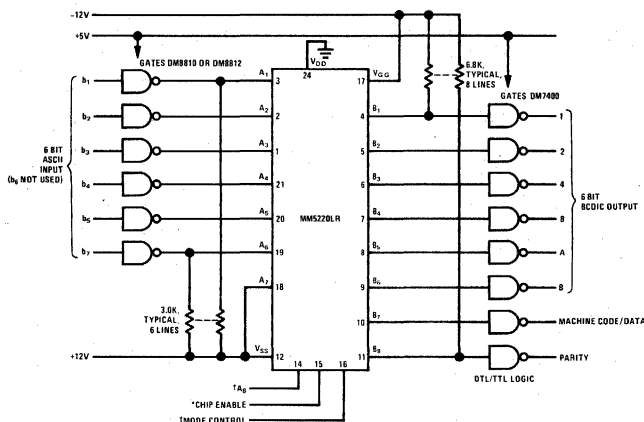 −12V
+5V
GATES DM8810 OR DM8812
24
VDD
VGG
17
6.8K,
TYPICAL,
8 LINES
GATES DM7400
b1
A1
3
4
B1
1
b2
A2
2
5
B2
2
b3
A3
1
6
B3
4
b4
A4
21
7
B4
8
b5
A5
20
8
B5
A
b7
A6
19
9
B6
B
6 BIT
ASCII
INPUT
(b6 NOT USED)
MM5220LR
6 BIT
BCDIC OUTPUT
A7
18
3.0K,
TYPICAL,
6 LINES
10
B7
MACHINE CODE/DATA
+12V
VSS
12
11
B8
PARITY
14
15
16
DTL/TTL LOGIC
†A8
*CHIP ENABLE
†MODE CONTROL